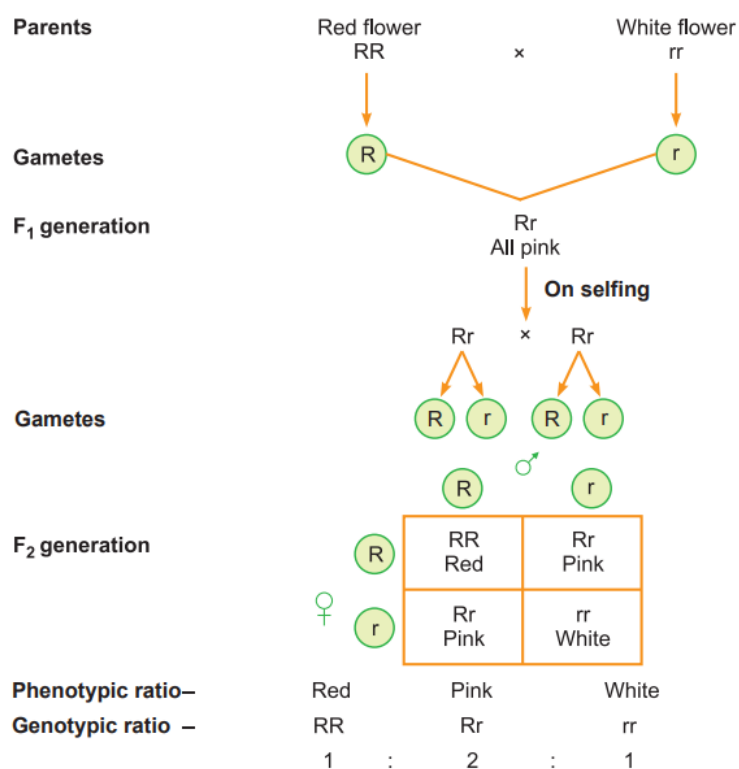 Parents Red flower White flower
RR × rr
Gametes R r
F₁ generation Rr
All pink
On selfing
Rr × Rr
Gametes R r R r
♂
R r
F₂ generation R RR Rr
Red Pink
♀ r Rr rr
Pink White
Phenotypic ratio– Red Pink White
Genotypic ratio – RR Rr rr
1 : 2 : 1